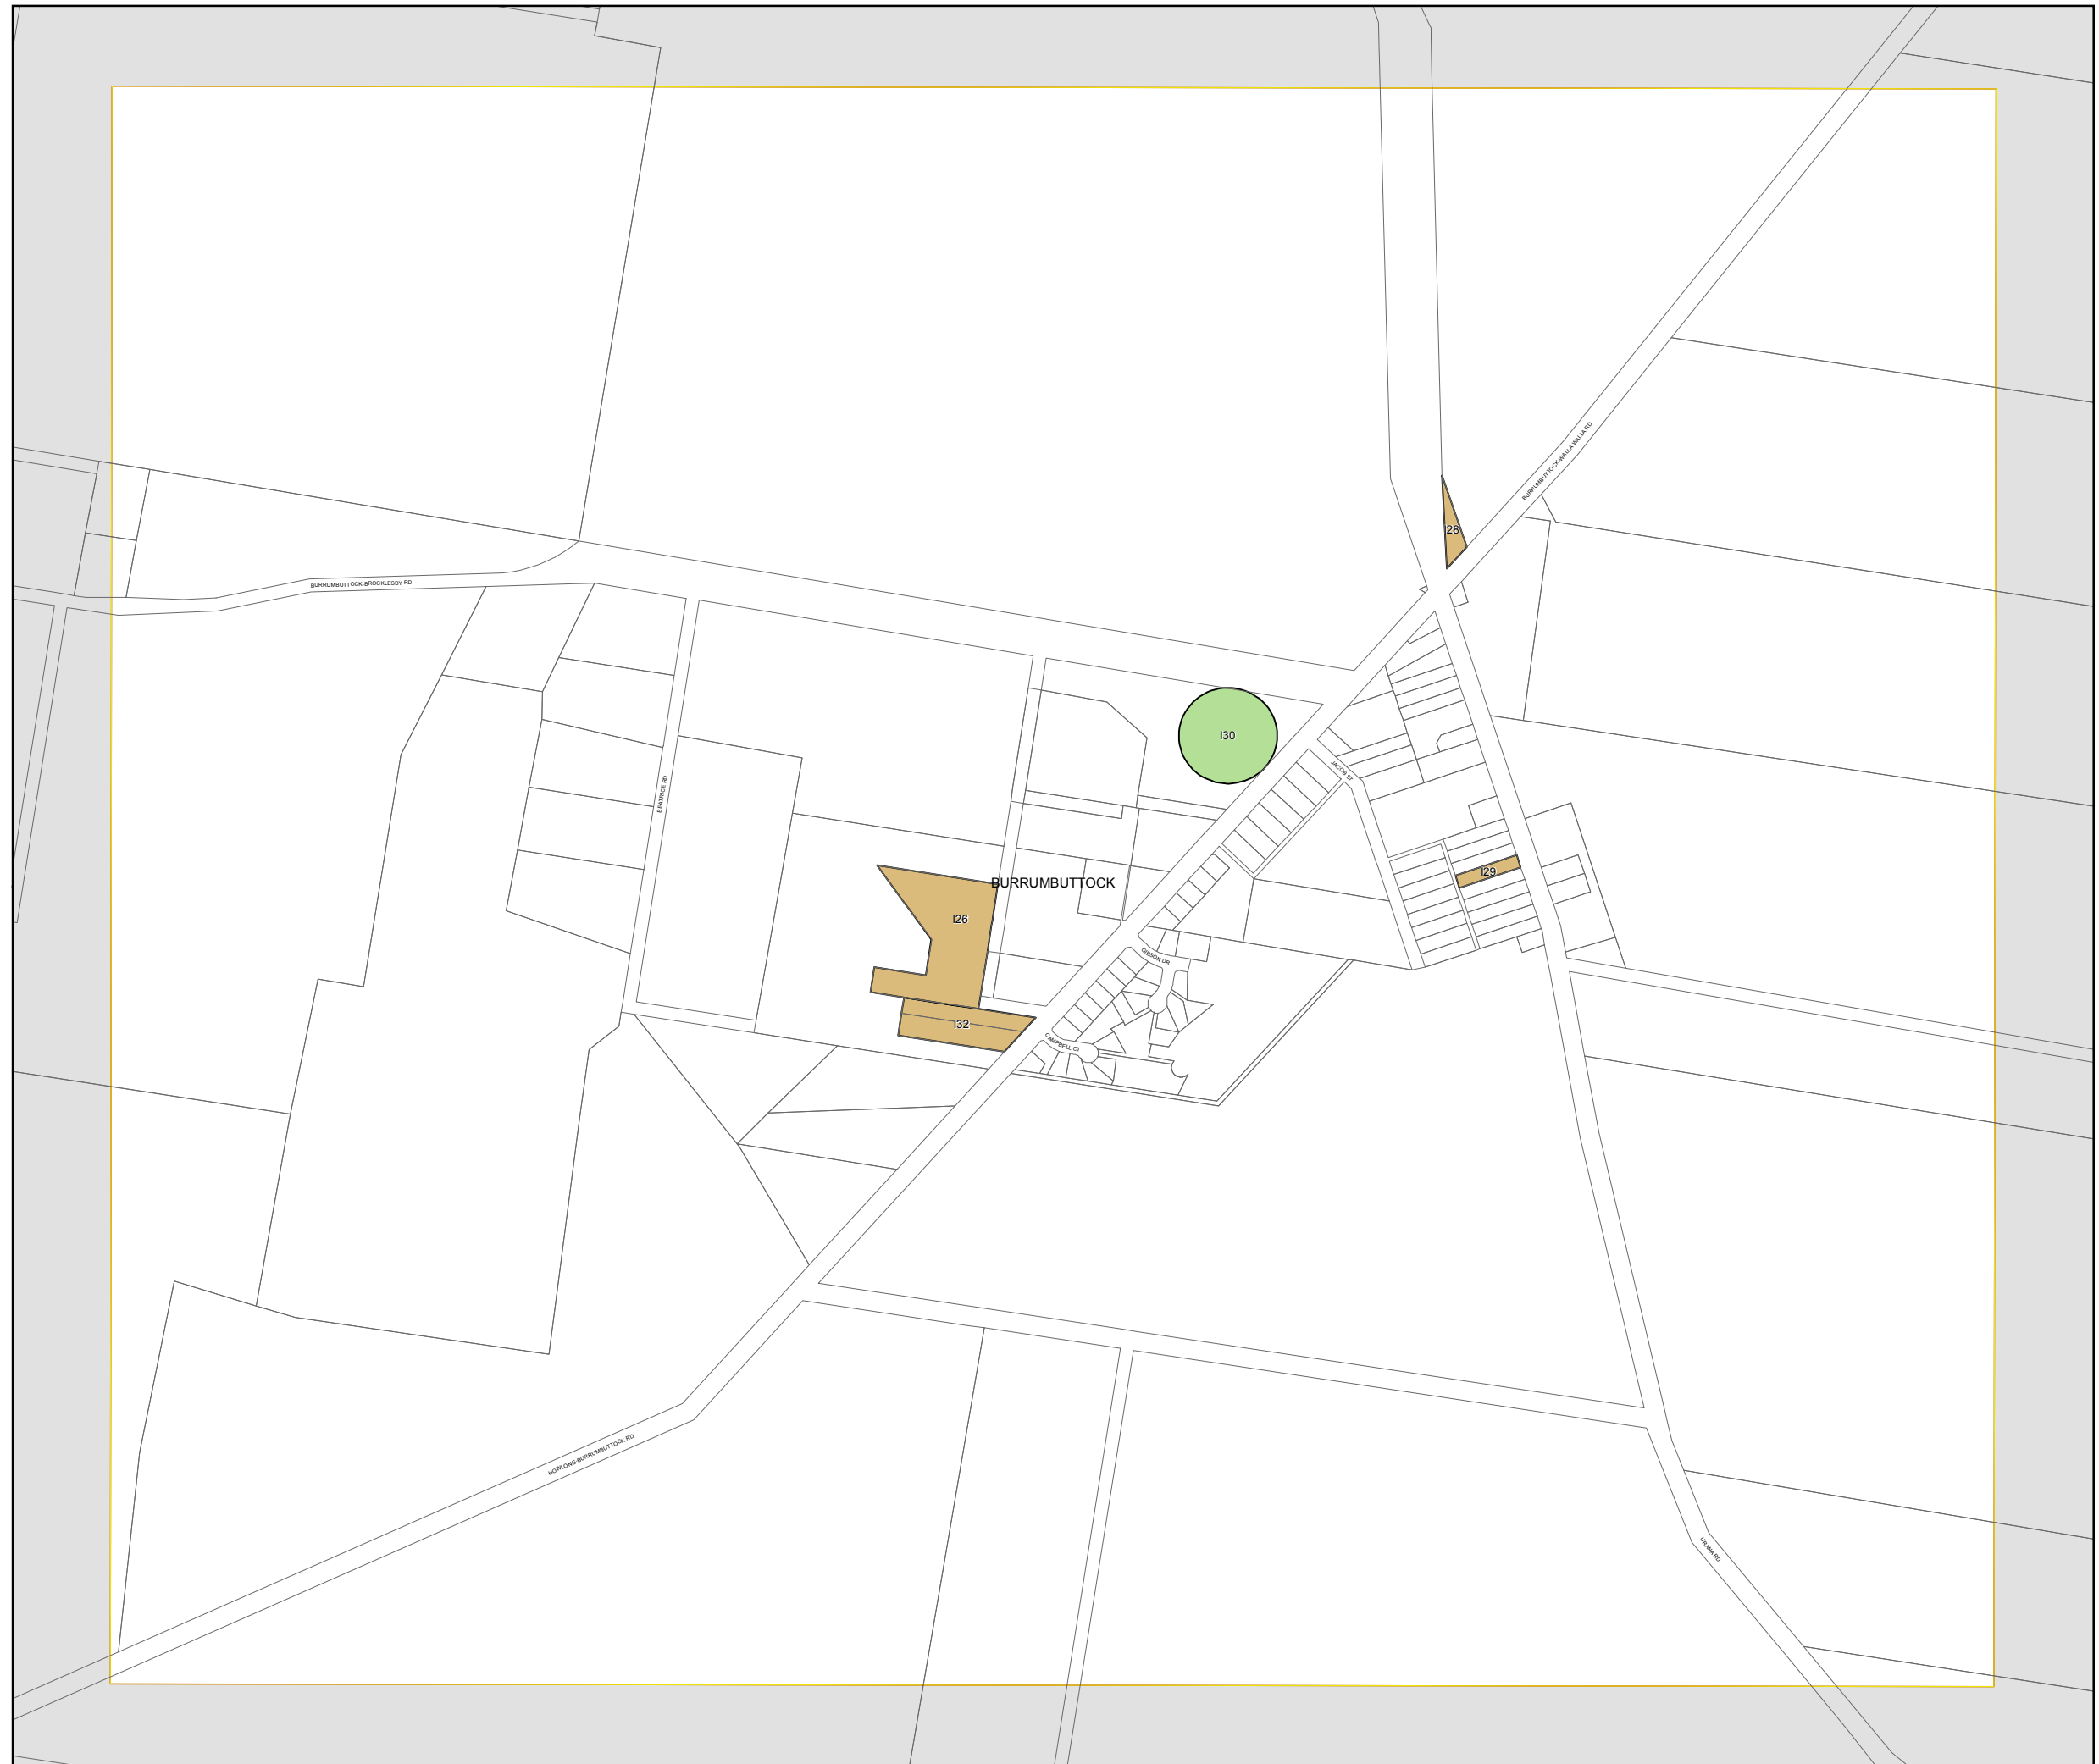 BURRUMBUTTOCK-WALLA WALLA RD
I28
BURRUMBUTTOCK-BROCKLESBY RD
I30
JACOB ST
BEATRICE RD
I29
BURRUMBUTTOCK
I26
GIBSON DR
I32
CAMPBELL CT
HOWLONG-BURRUMBUTTOCK RD
URANA RD